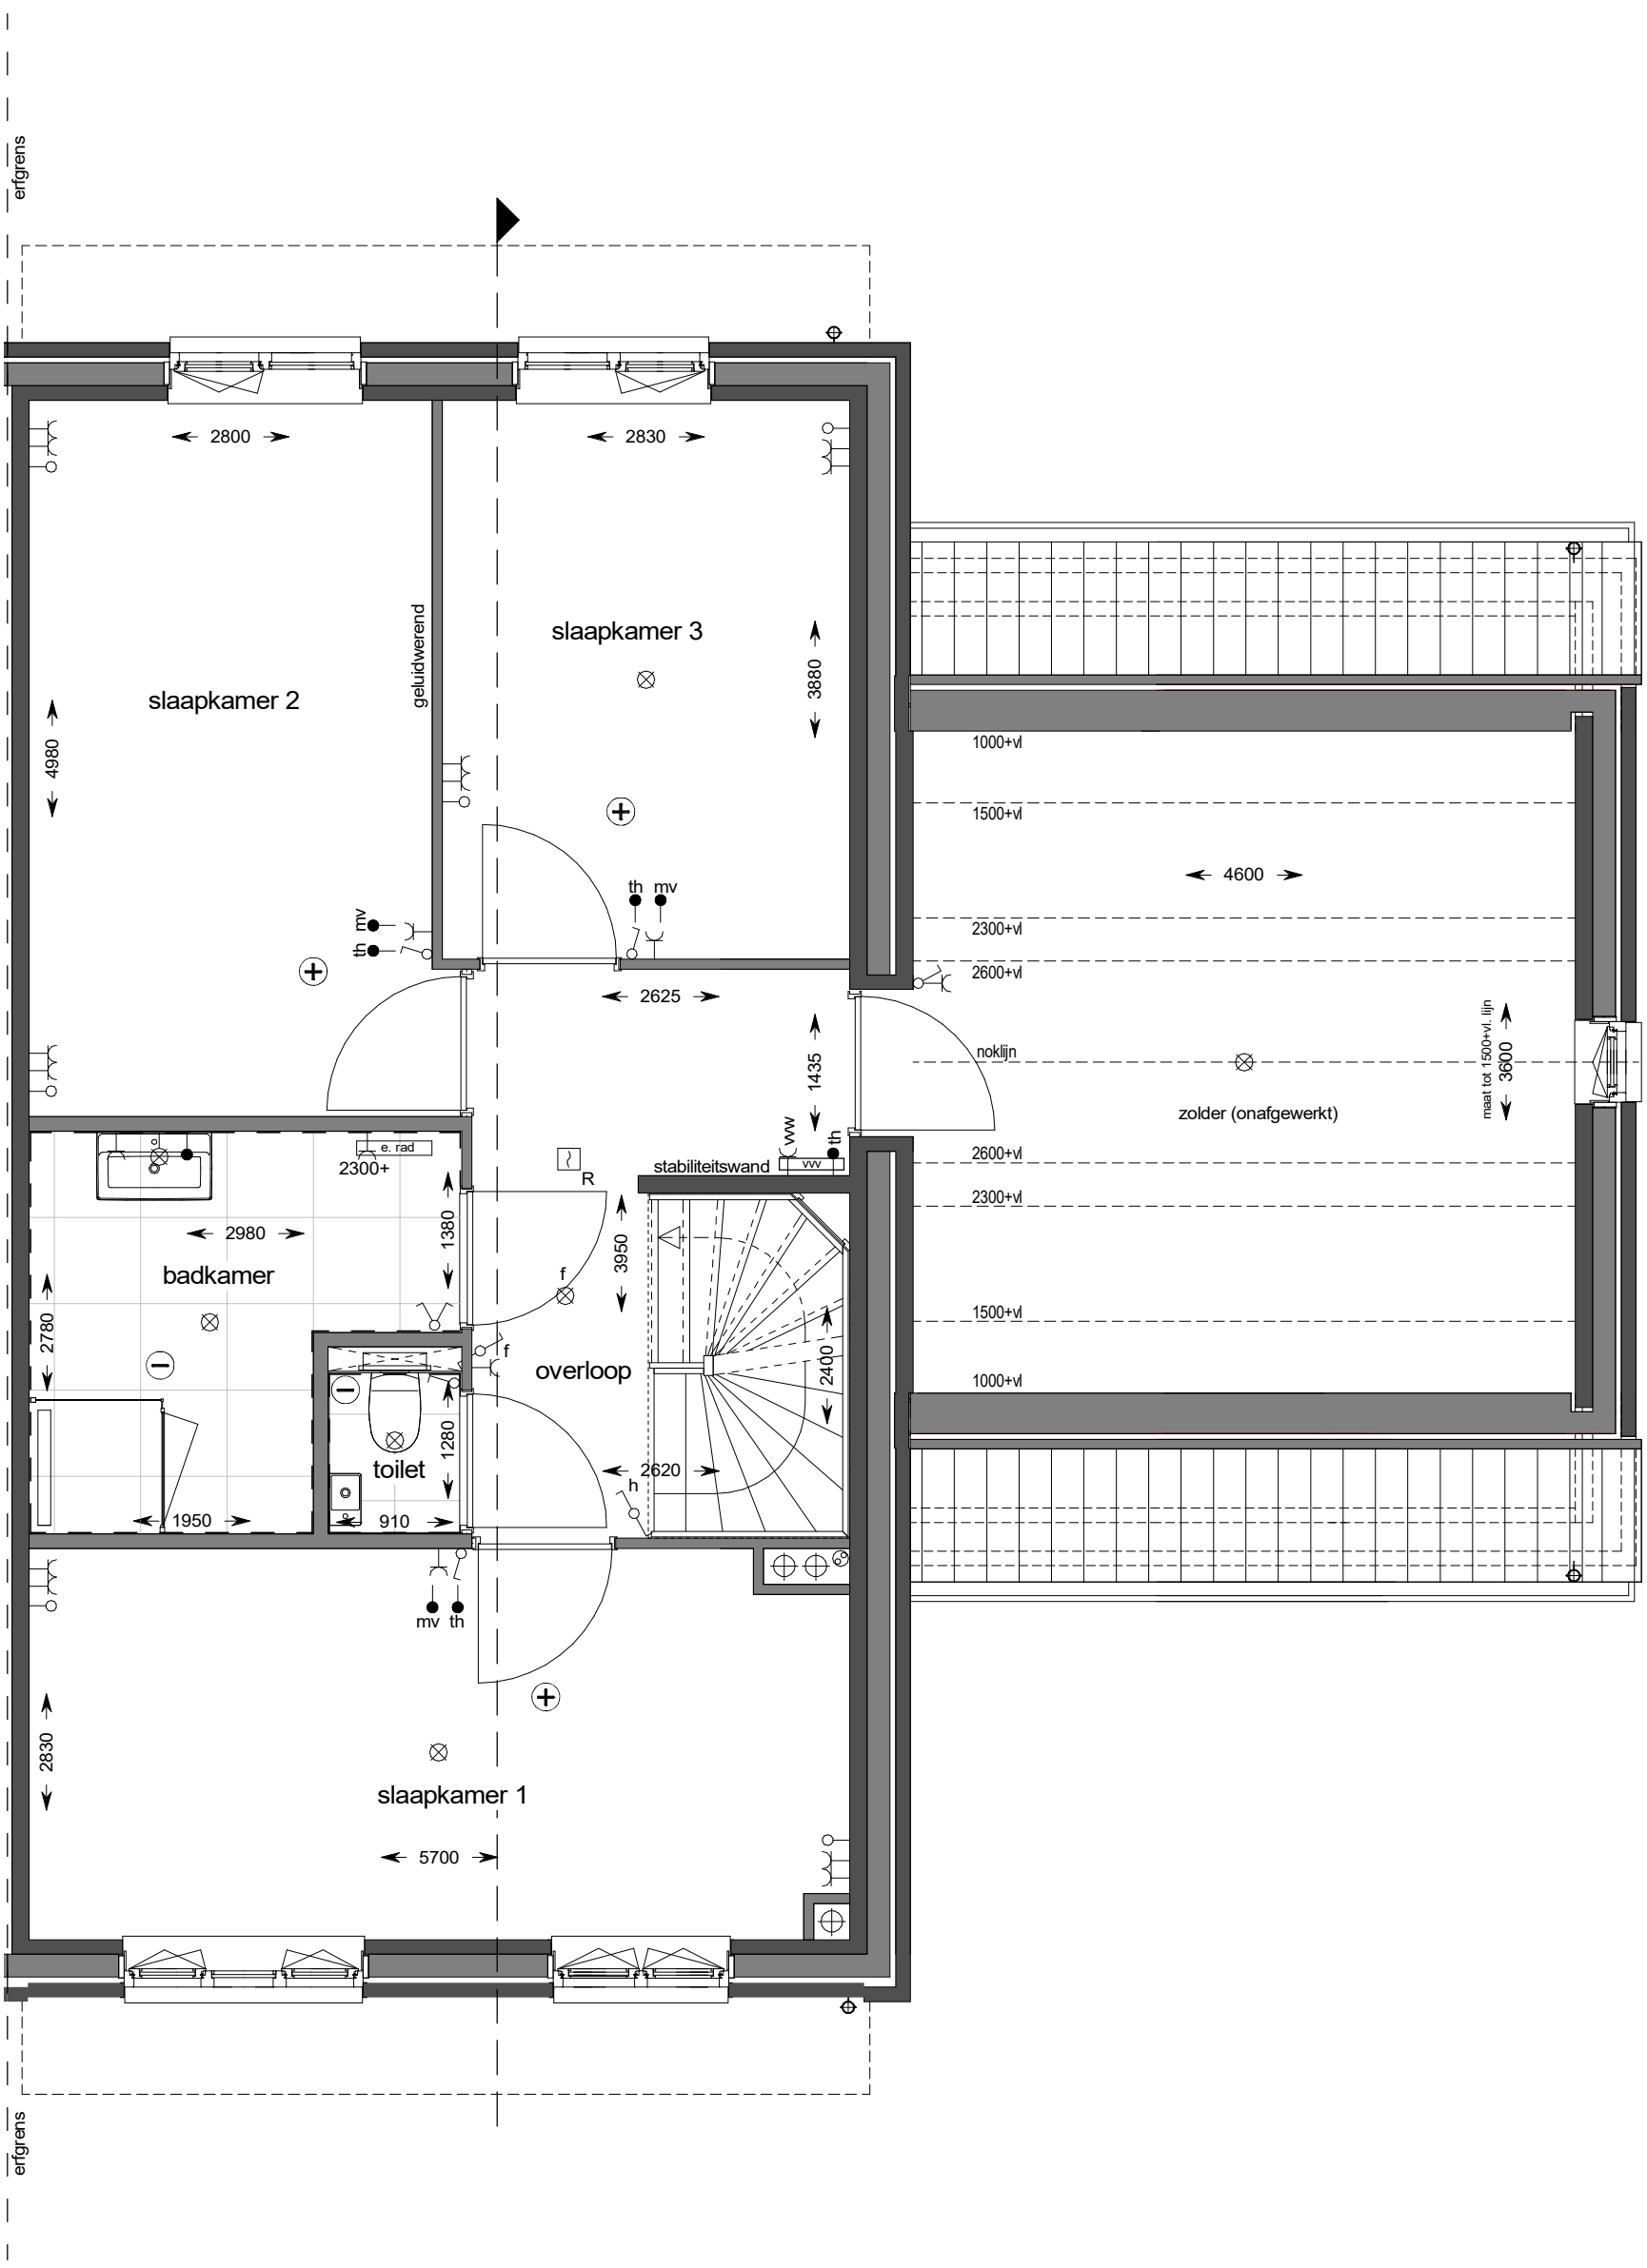 erfgrens
2800
2830
geluidwerend
slaapkamer 3
3880
slaapkamer 2
4980
1000+vl
1500+vl
4600
th mv
mv
th
2300+vl
2600+vl
2625
maat tot 1500+vl. lijn
3600
noklijn
1435
zolder (onafgewerkt)
vw
th
e. rad
2300+
stabiliteitswand
vvv
2600+vl
R
2300+vl
1380
2980
3950
badkamer
f
2780
1500+vl
f
overloop
2400
1000+vl
1280
toilet
2620
h
1950
910
mv th
2830
slaapkamer 1
5700
erfgrens